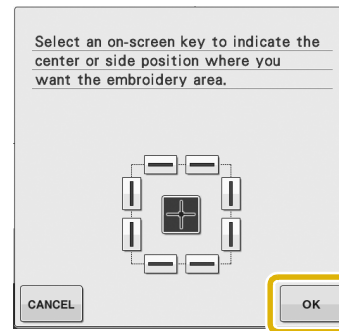 Select an on-screen key to indicate the
center or side position where you
want the embroidery area.
CANCEL
OK